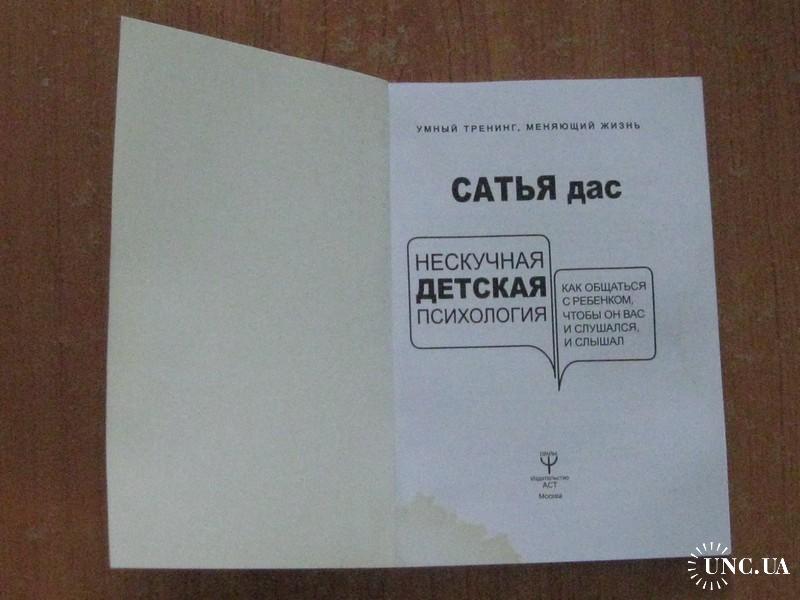 УМНЫЙ ТРЕНИНГ, МЕНЯЮЩИЙ ЖИЗНЬ
САТЬЯ дас
НЕСКУЧНАЯ
ДЕТСКАЯ
ПСИХОЛОГИЯ
КАК ОБЩАТЬСЯ
С РЕБЕНКОМ,
ЧТОБЫ ОН ВАС
И СЛУШАЛСЯ,
И СЛЫШАЛ
Издательство
АСТ
Москва
UNC.UA